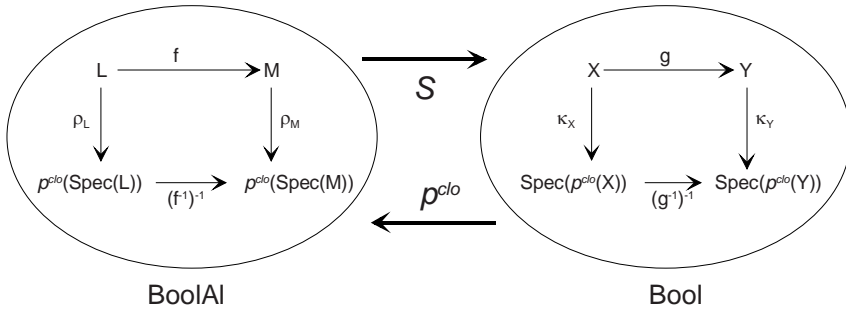 L f M
S
X g Y
ρL ρM
κX κY
pclo(Spec(L)) (f-1)-1 pclo(Spec(M))
Spec(pclo(X)) (g-1)-1 Spec(pclo(Y))
pclo
BoolAl
Bool